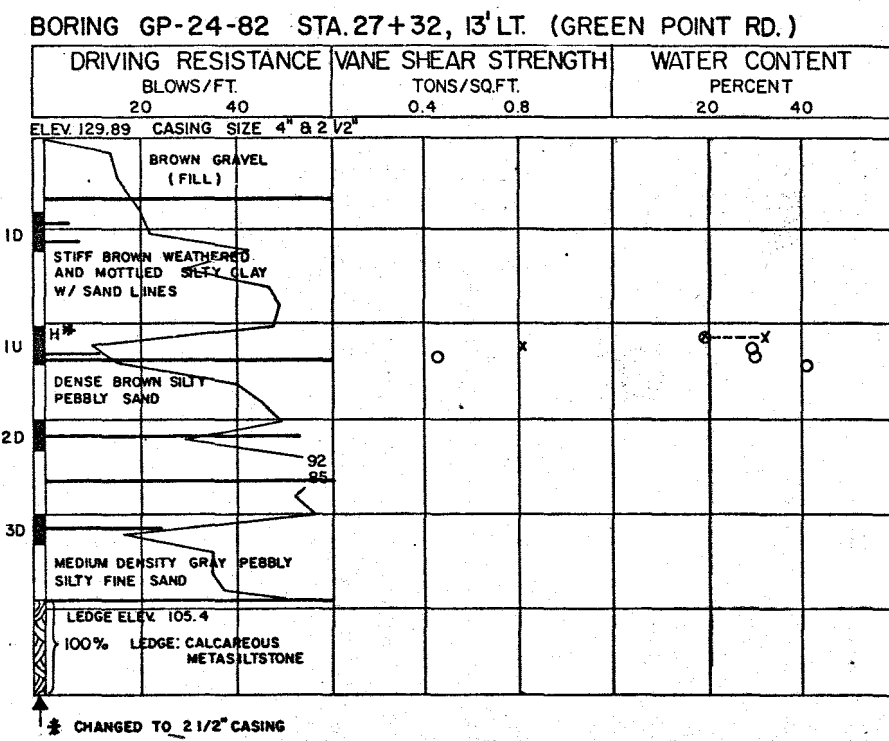 BORING GP-24-82 STA. 27+32, 13' LT. (GREEN POINT RD.)
DRIVING RESISTANCE VANE SHEAR STRENGTH WATER CONTENT
BLOWS/FT. TONS/SQ.FT. PERCENT
20 40 0.4 0.8 20 40
ELEV. 129.89 CASING SIZE 4" & 2 1/2"
BROWN GRAVEL
(FILL)
1D
STIFF BROWN WEATHERED
AND MOTTLED SILTY CLAY
W/ SAND LINES
H*
1U
DENSE BROWN SILTY
PEBBLY SAND
2D
92
85
3D
MEDIUM DENSITY GRAY PEBBLY
SILTY FINE SAND
LEDGE ELEV. 105.4
100% LEDGE: CALCAREOUS
METASILTSTONE
* CHANGED TO 2 1/2" CASING